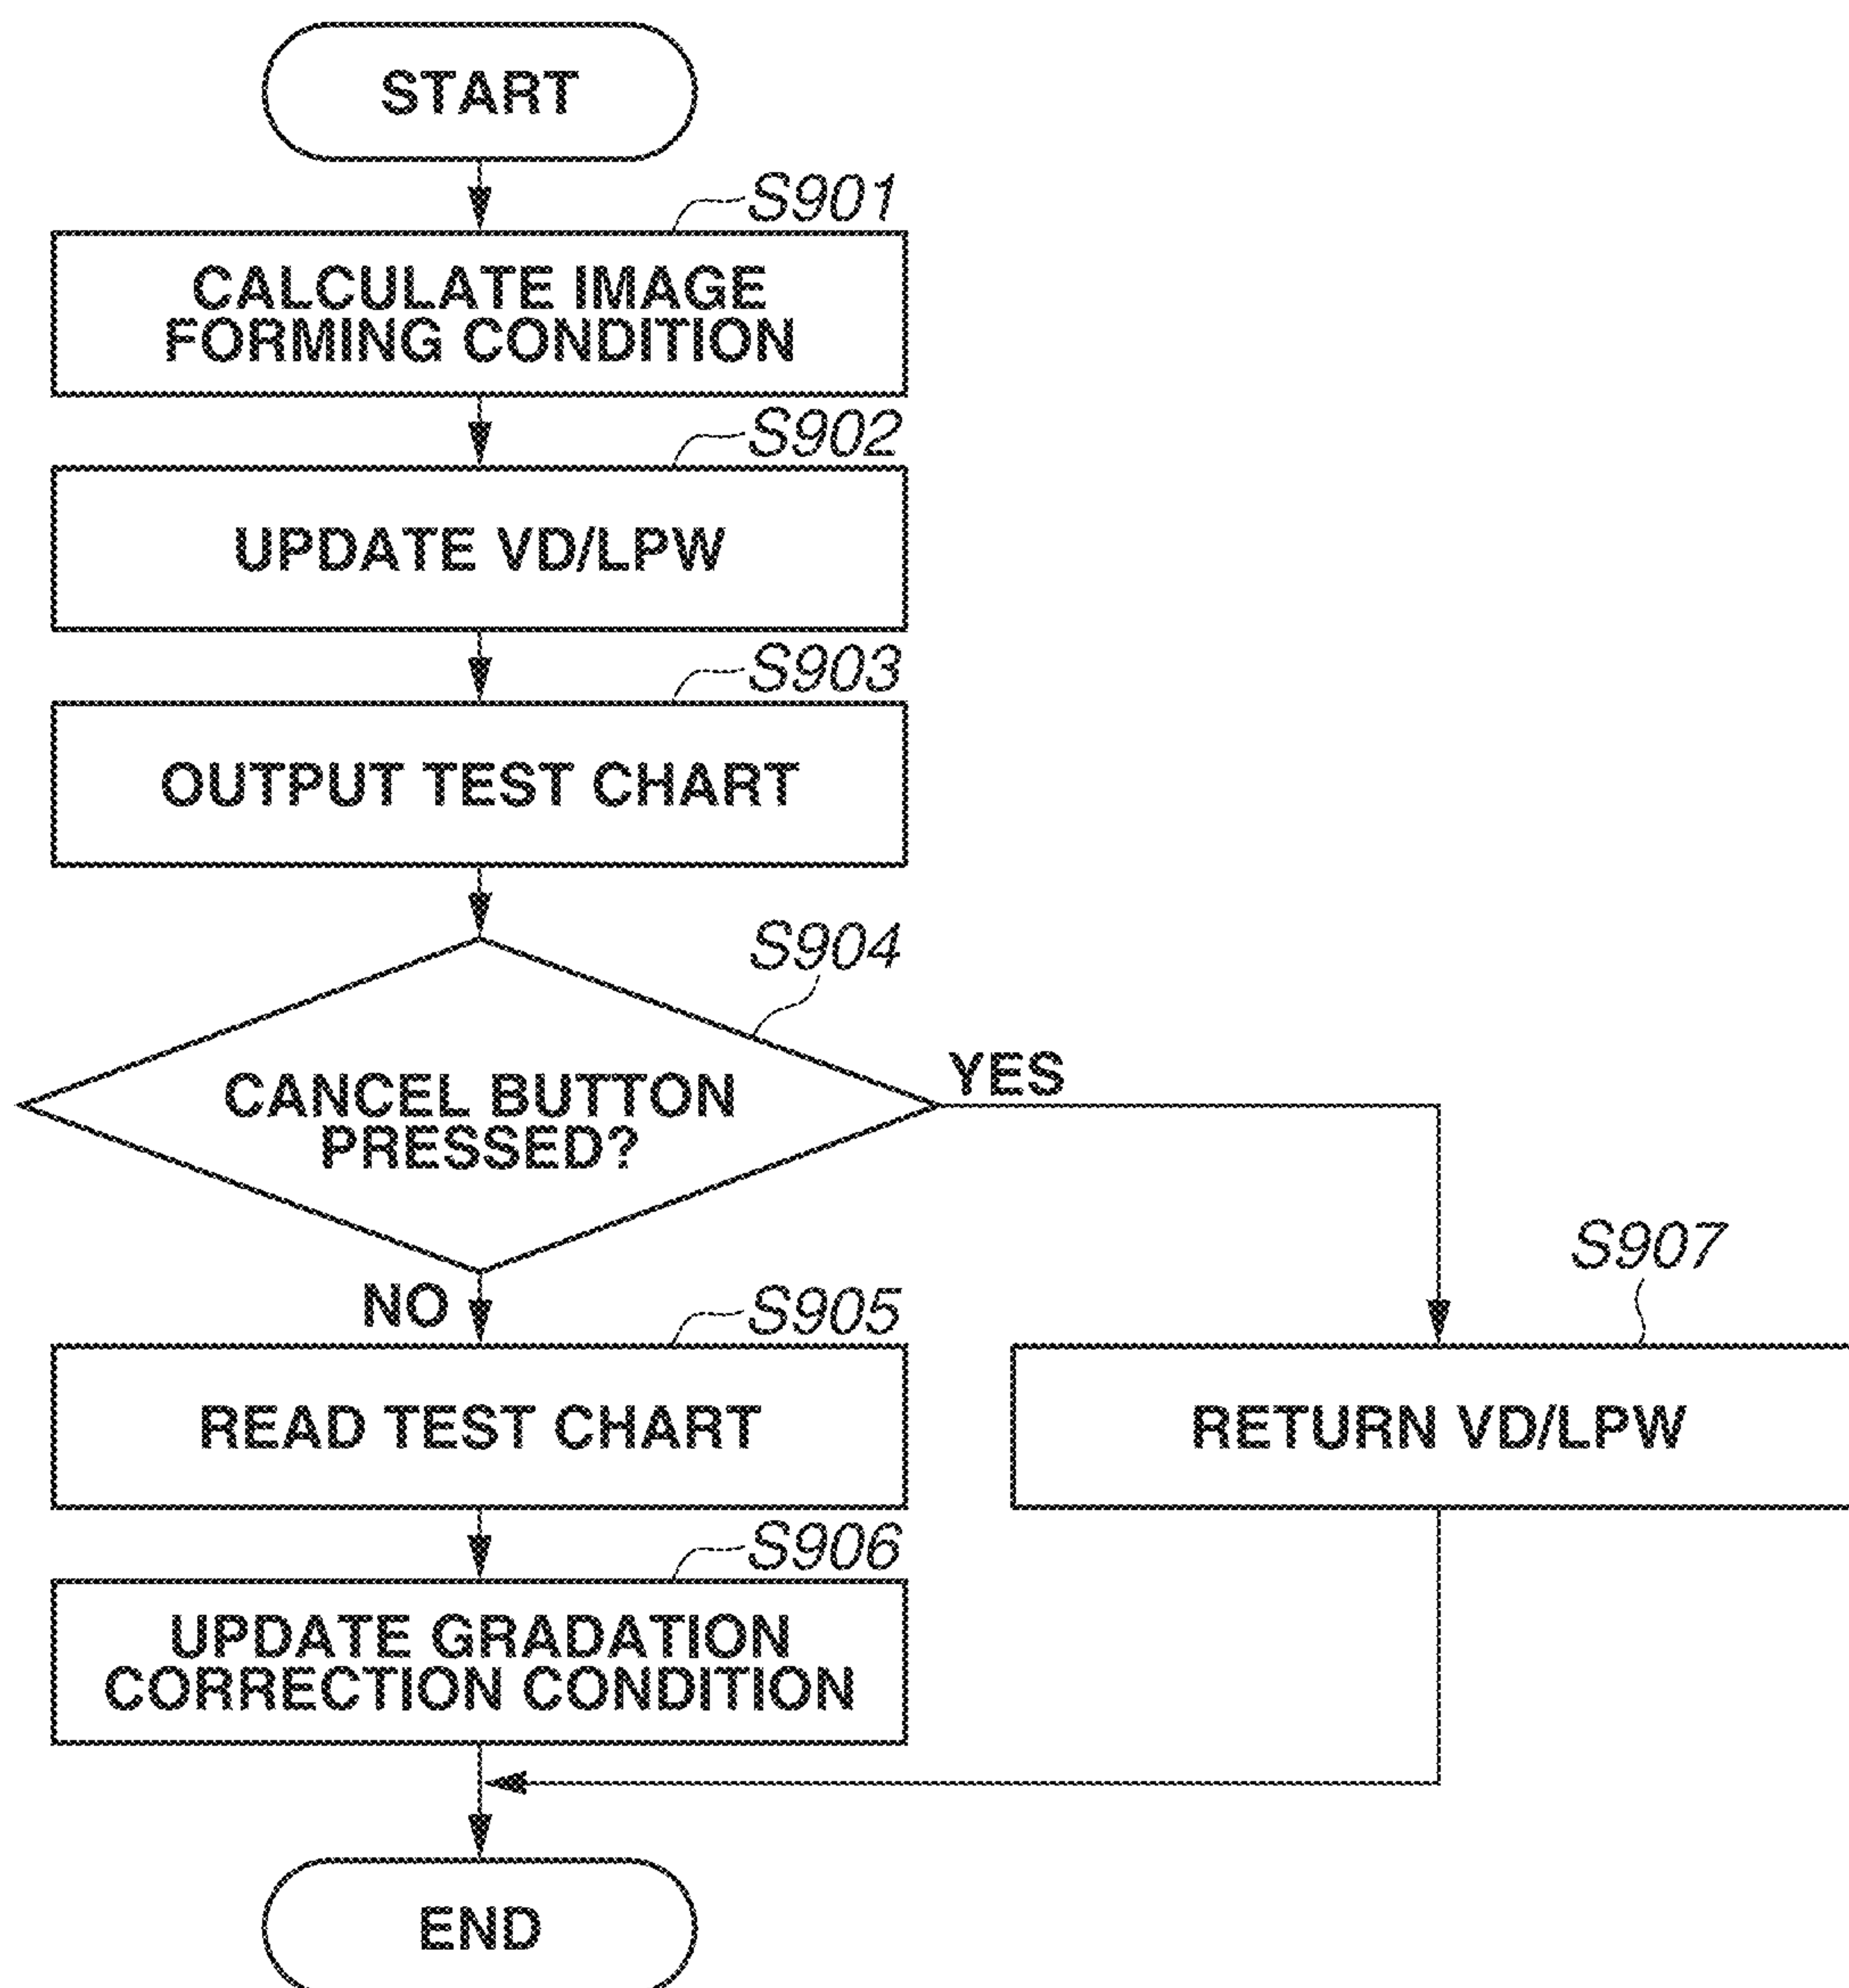 START
S901
CALCULATE IMAGE
FORMING CONDITION
S902
UPDATE VD/LPW
S903
OUTPUT TEST CHART
S904
CANCEL BUTTON
PRESSED?
YES
NO
S905
READ TEST CHART
S907
RETURN VD/LPW
S906
UPDATE GRADATION
CORRECTION CONDITION
END